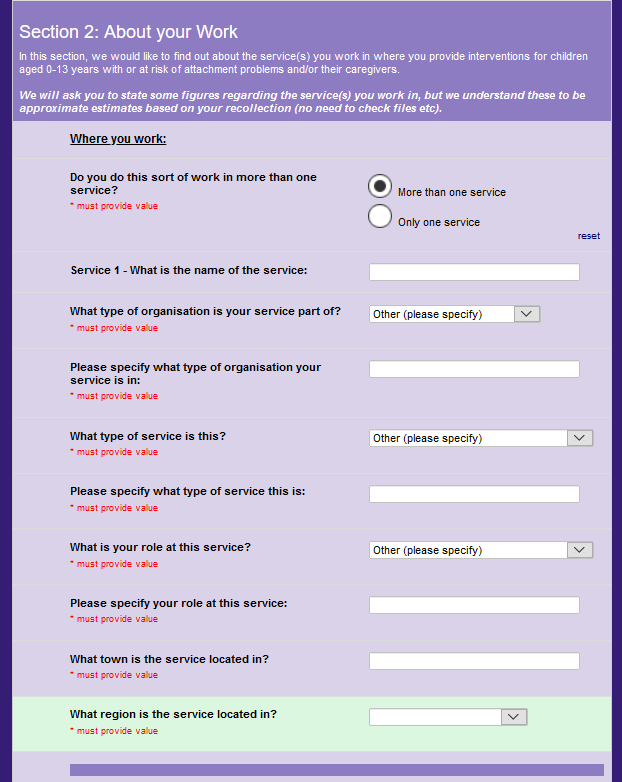 Section 2: About your Work
In this section, we would like to find out about the service(s) you work in where you provide interventions for children
aged 0-13 years with or at risk of attachment problems and/or their caregivers.
We will ask you to state some figures regarding the service(s) you work in, but we understand these to be
approximate estimates based on your recollection (no need to check files etc).
Where you work:
Do you do this sort of work in more than one
service?
* must provide value
More than one service
Only one service
reset
Service 1 - What is the name of the service:
What type of organisation is your service part of?
* must provide value
Other (please specify)
Please specify what type of organisation your
service is in:
* must provide value
What type of service is this?
* must provide value
Other (please specify)
Please specify what type of service this is:
* must provide value
What is your role at this service?
* must provide value
Other (please specify)
Please specify your role at this service:
* must provide value
What town is the service located in?
* must provide value
What region is the service located in?
* must provide value